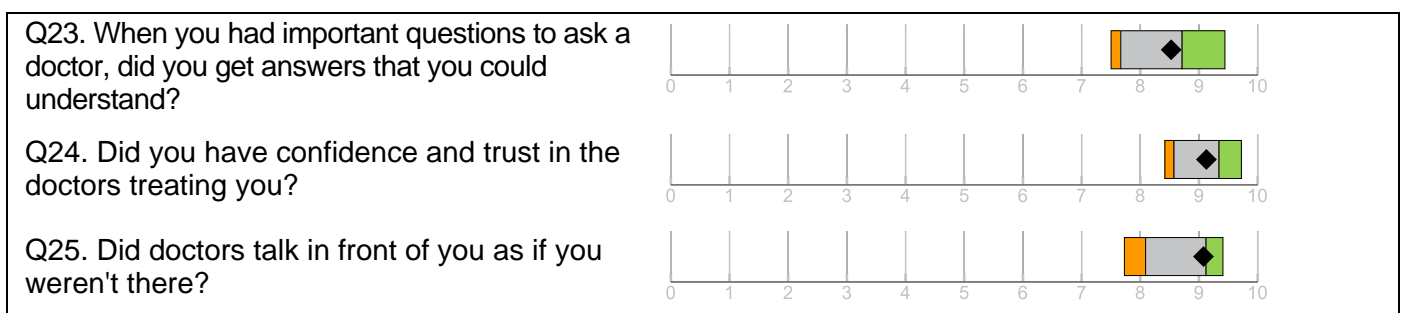 Q23. When you had important questions to ask a
doctor, did you get answers that you could
understand?
0 1 2 3 4 5 6 7 8 9 10
Q24. Did you have confidence and trust in the
doctors treating you?
0 1 2 3 4 5 6 7 8 9 10
Q25. Did doctors talk in front of you as if you
weren't there?
0 1 2 3 4 5 6 7 8 9 10